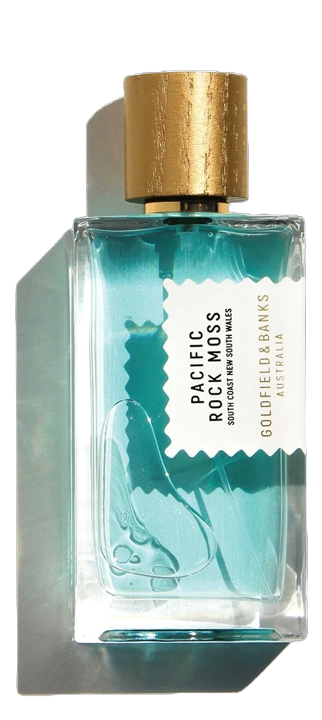 PACIFIC
ROCK MOSS
SOUTH COAST NEW SOUTH WALES
GOLDFIELD & BANKS
AUSTRALIA